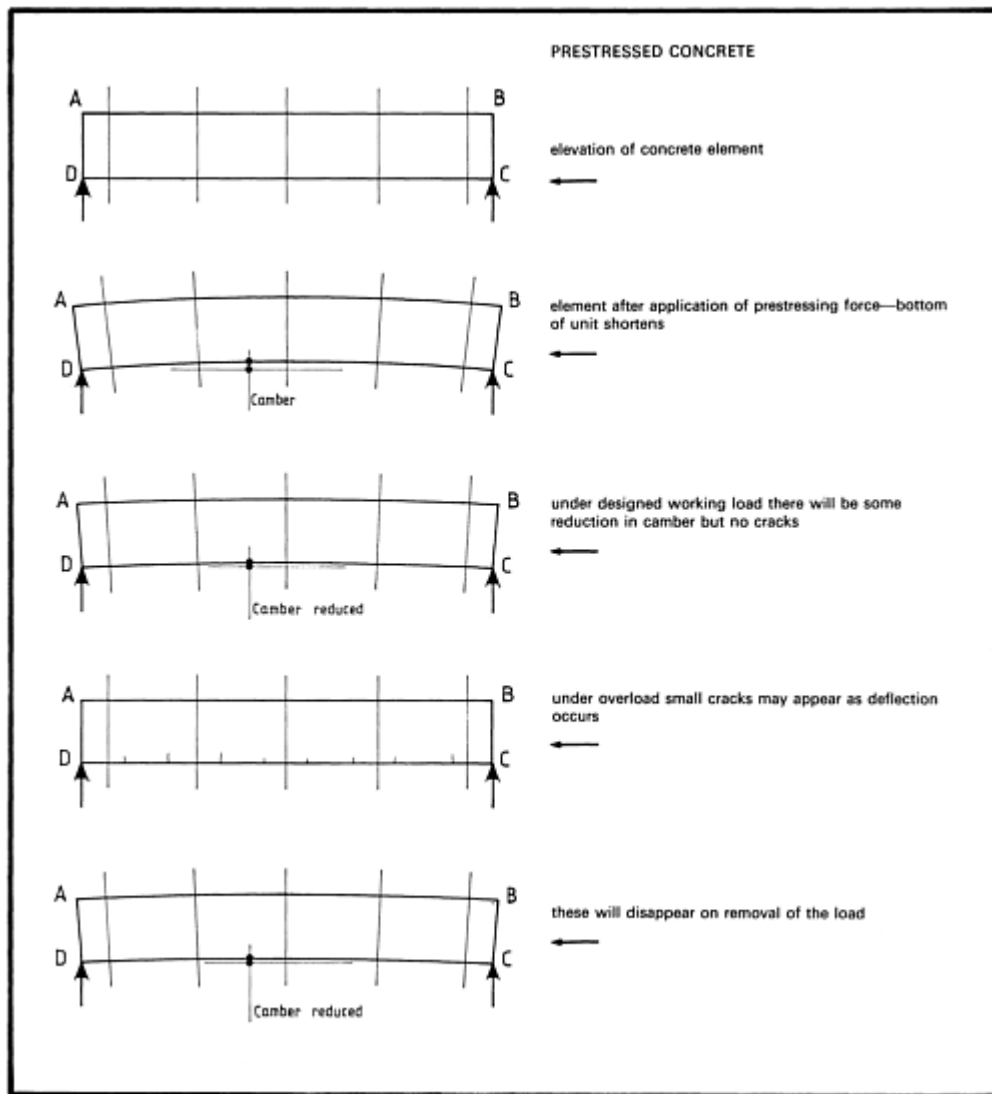 PRESTRESSED CONCRETE
A
B
elevation of concrete element
D
C
A
B
element after application of prestressing force—bottom
of unit shortens
D
C
Camber
A
B
under designed working load there will be some
reduction in camber but no cracks
D
C
Camber reduced
A
B
under overload small cracks may appear as deflection
occurs
D
C
A
B
these will disappear on removal of the load
D
C
Camber reduced